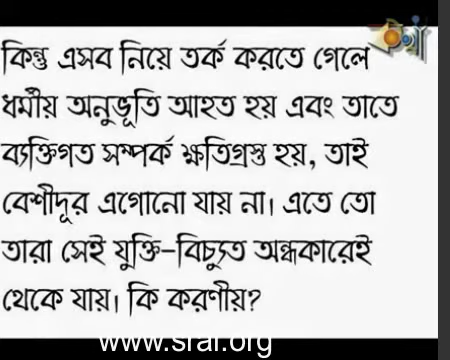 কিন্তু এসব নিয়ে তর্ক করতে গেলে
ধর্মীয় অনুভূতি আহত হয় এবং তাতে
ব্যক্তিগত সম্পর্ক ক্ষতিগ্রস্ত হয়, তাই
বেশীদূর এগোনো যায় না। এতে তো
তারা সেই যুক্তি-বিচ্যুত অন্ধকারেই
থেকে যায়। কি করণীয়?
www.srai.org